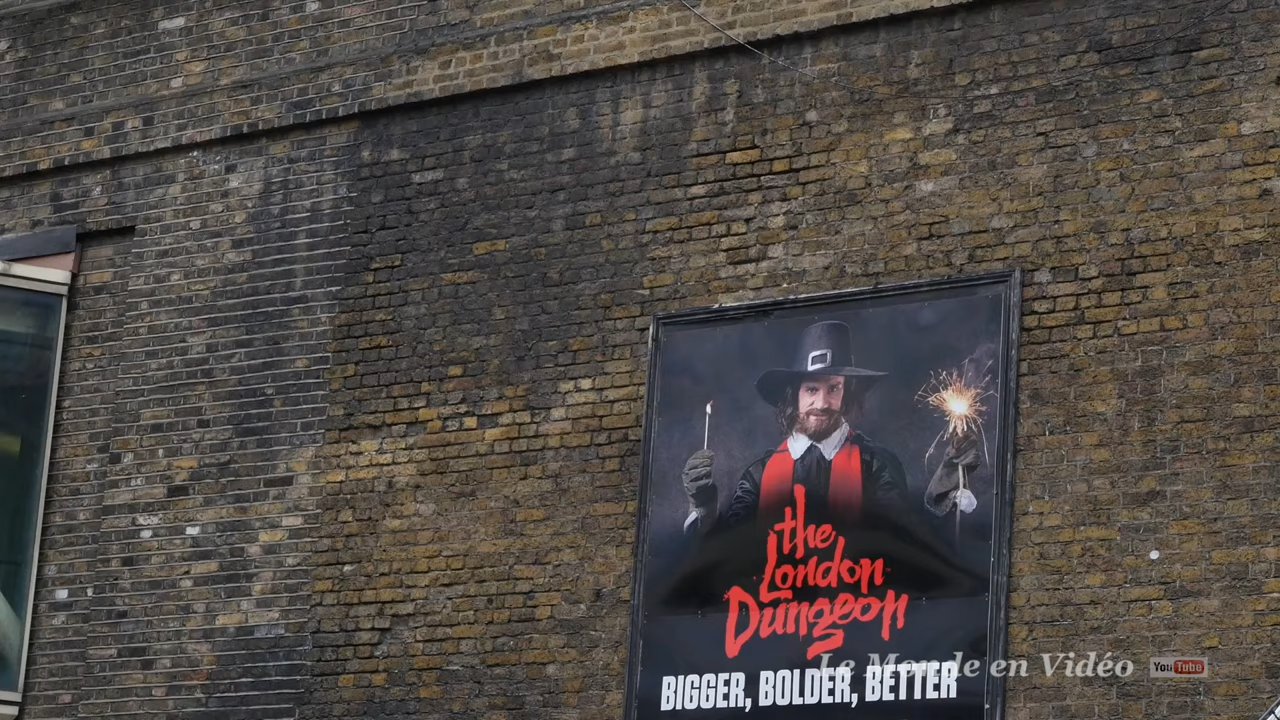 the
London
Dungeon
BIGGER, BOLDER, BETTER
Le Monde en Vidéo
YouTube